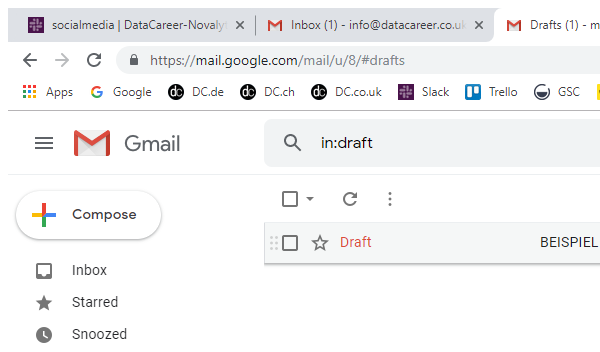 socialmedia | DataCareer-Novaly
Inbox (1) - info@datacareer.co.uk
Drafts (1) - m
https://mail.google.com/mail/u/8/#drafts
Apps Google DC.de DC.ch DC.co.uk Slack Trello GSC
Gmail
in:draft
Compose
Draft BEISPIEL
Inbox
Starred
Snoozed